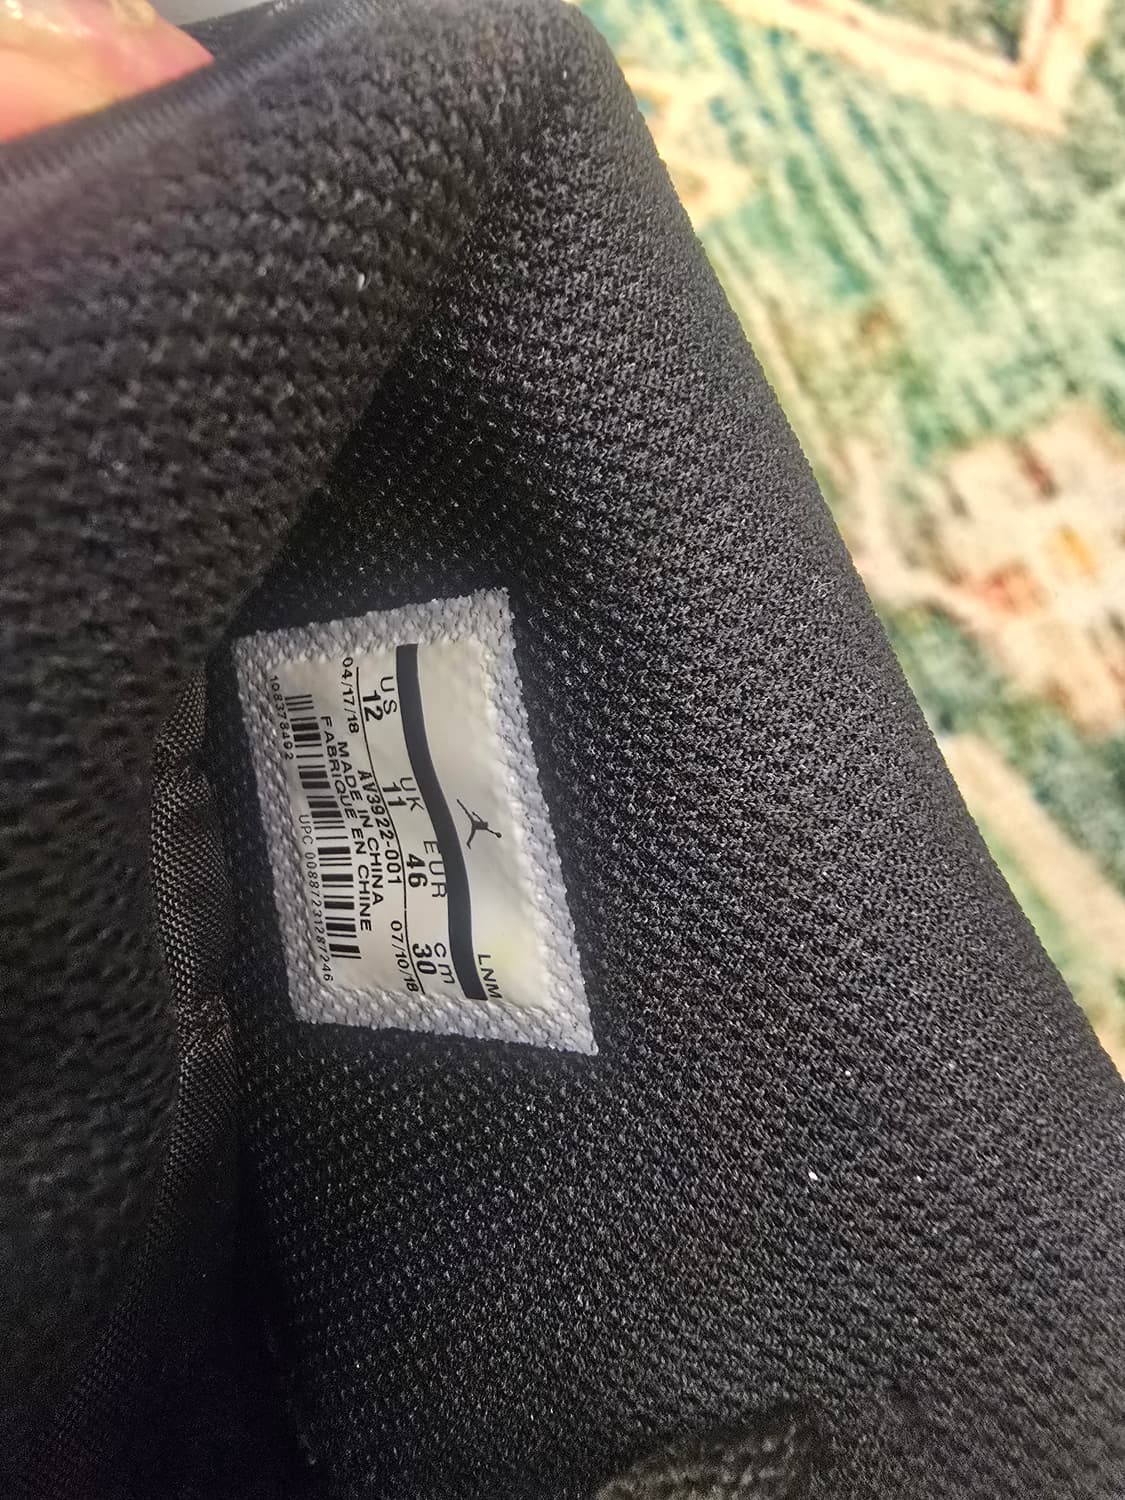 LNM
US UK EUR cm
12 11 46 30
04/17/18 AV3922-001 07/10/18
MADE IN CHINA
FABRIQUÉ EN CHINE
UPC 00887231287246
108378492